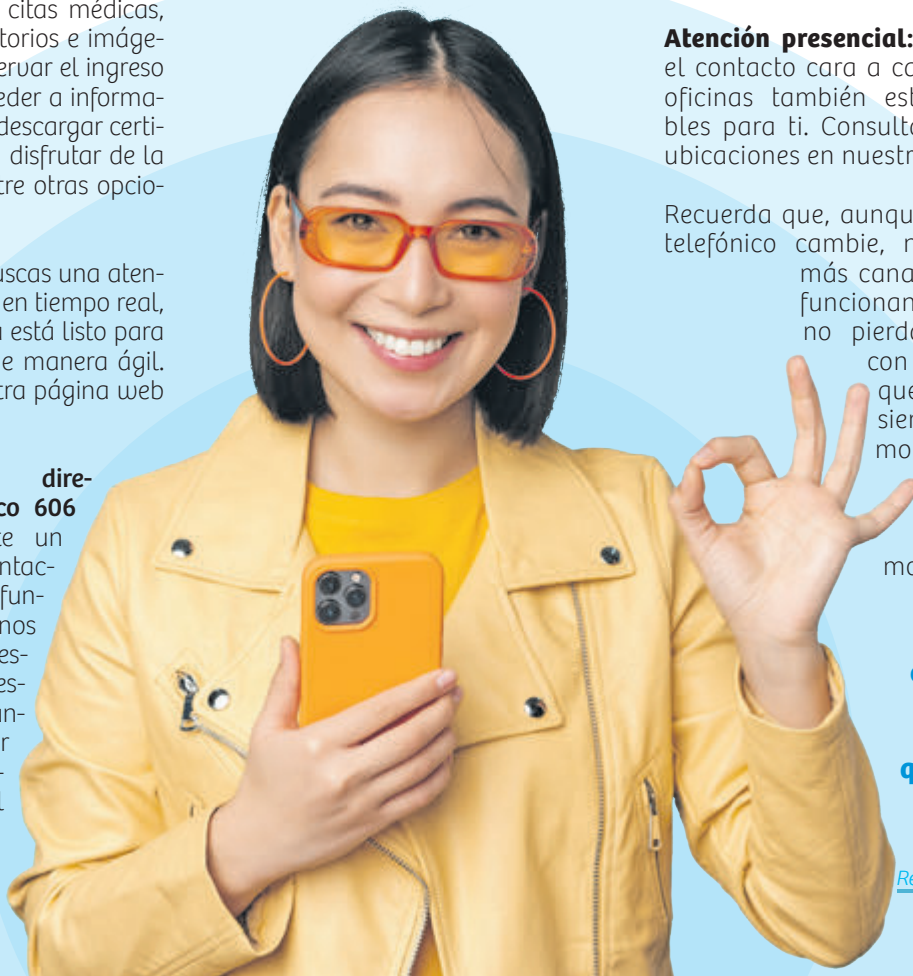 citas médicas,
torios e imáge-
ervar el ingreso
eder a informa-
descargar certi-
disfrutar de la
tre otras opcio-
uscas una aten-
en tiempo real,
está listo para
e manera ágil.
tra página web
dire-
co 606
te un
ntac-
fun-
nos
es-
es-
un-
r
-
l
Atención presencial:
el contacto cara a ca
oficinas también est
bles para ti. Consulta
ubicaciones en nuestr
Recuerda que, aunqu
telefónico cambie, n
más cana
funcionan
no pierda
con
que
sien
mo
ma
q
Re